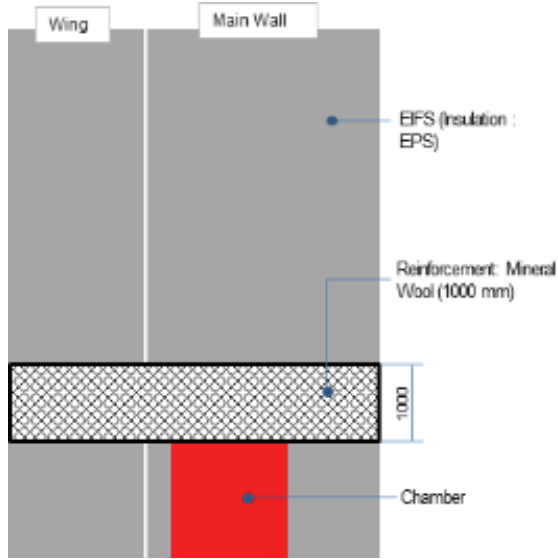 Wing
Main Wall
EIFS (Insulation :
EPS)
Reinforcement: Mineral
Wool (1000 mm)
1000
Chamber